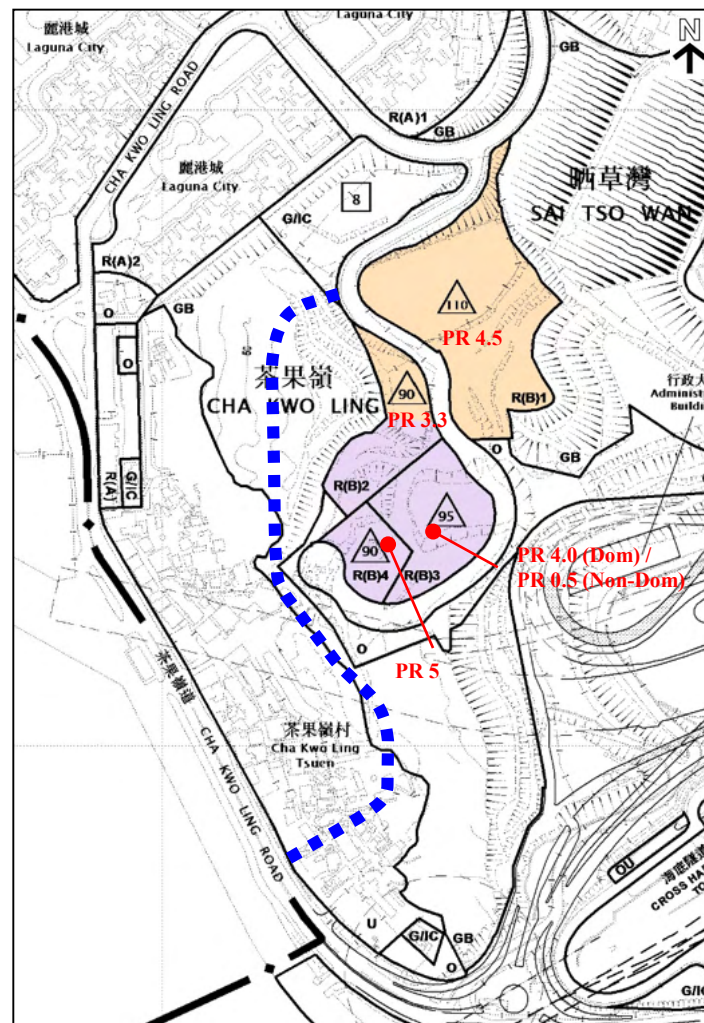 麗港城
Laguna City
Laguna City
N
GB
CHA KWO LING ROAD
R(A)1
GB
麗港城
Laguna City
8
G/IC
晒草灣
SAI TSO WAN
R(A)2
GB
O
O
110
PR 4.5
茶果嶺
CHA KWO LING
90
PR 3.3
R(B)1
行政大
Administ
Buildi
G/IC
R(A)
O
GB
R(B)2
95
90
R(B)4
R(B)3
PR 4.0 (Dom) /
PR 0.5 (Non-Dom)
O
PR 5
茶果嶺道
CHA KWO LING ROAD
茶果嶺村
Cha Kwo Ling
Tsuen
海底隧道
CROSS HA
TO
OU
U
G/IC
GB
O
G/IC